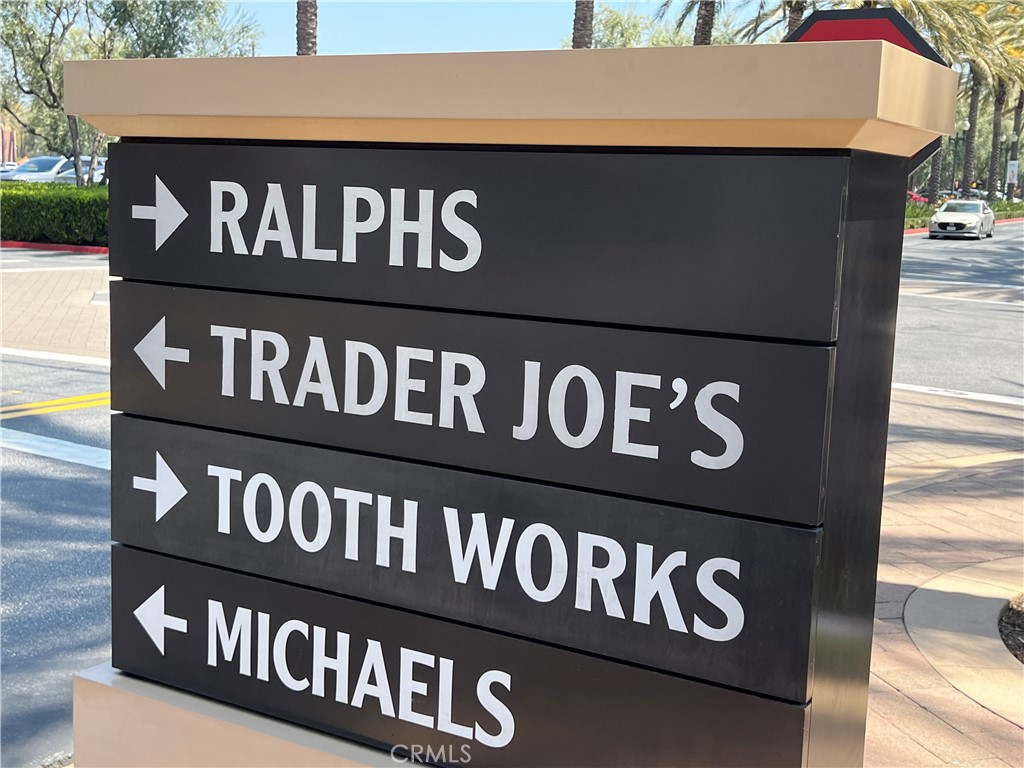 RALPHS
TRADER JOE'S
TOOTH WORKS
MICHAELS
CRMLS